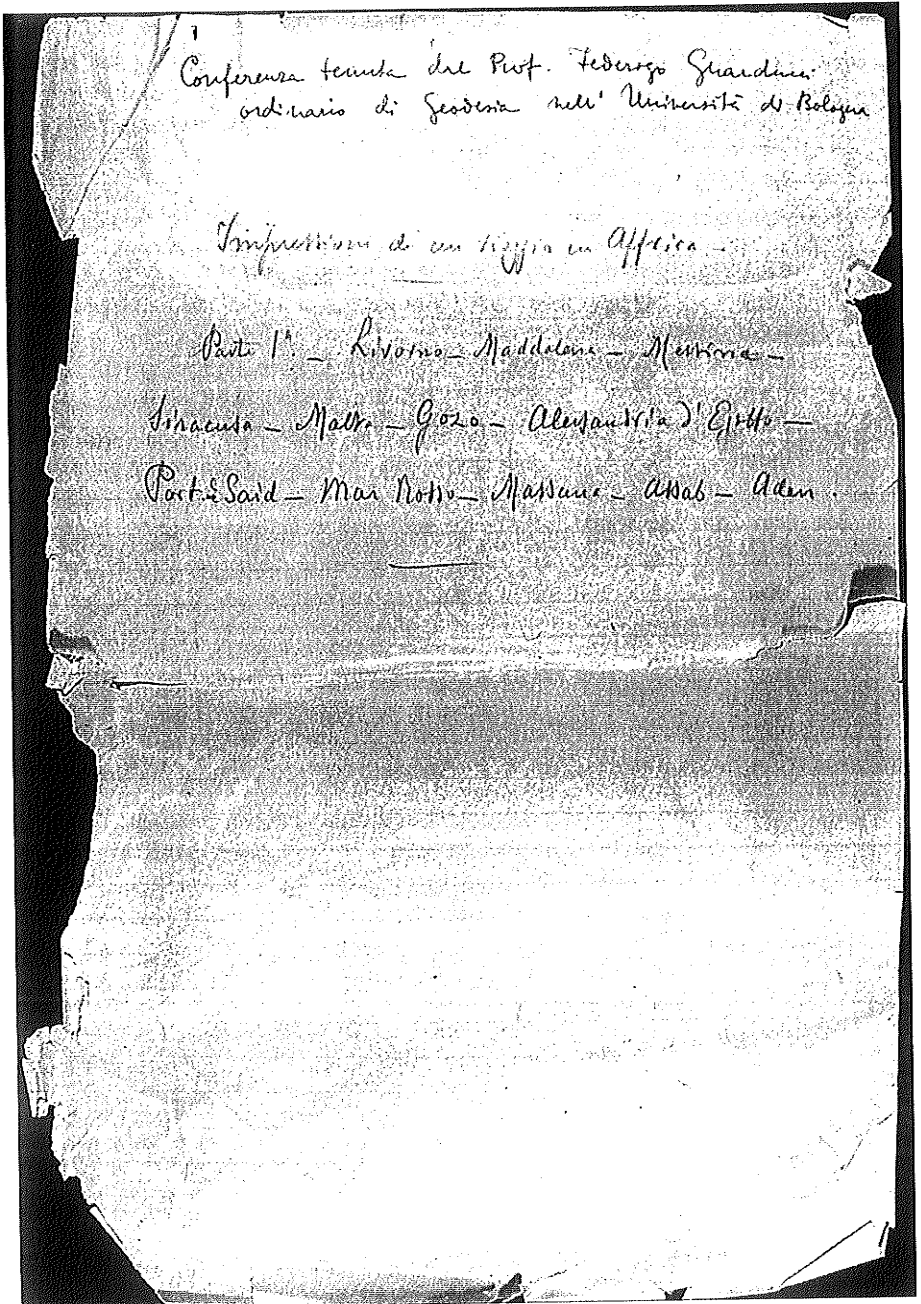 Conferenza tenuta dal Prof. Federigo Guarducci
ordinario di Geodesia nell' Università di Bologna
Impressioni di un viaggio in Affrica –
Parte 1ª. – Livorno – Maddalena – Messina –
Siracusa – Malta – Gozo – Alessandria d'Egitto –
Port-Said – Mar Rosso – Massaua – Assab – Aden.